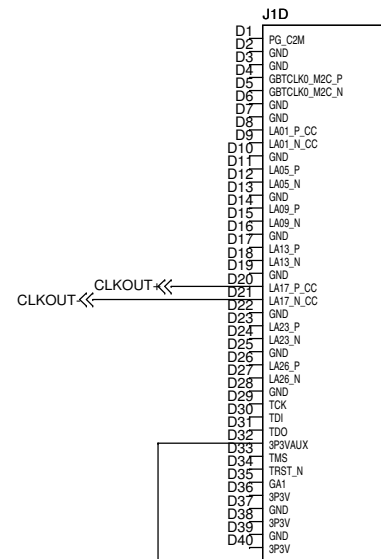 J1D
D1 PG_C2M
D2 GND
D3 GND
D4 GBTCLK0_M2C_P
D5 GBTCLK0_M2C_N
D6 GND
D7 GND
D8 LA01_P_CC
D9 LA01_N_CC
D10 GND
D11 LA05_P
D12 LA05_N
D13 GND
D14 LA09_P
D15 LA09_N
D16 GND
D17 LA13_P
D18 LA13_N
D19 GND
CLKOUT+ D20 LA17_P_CC
CLKOUT- D21 LA17_N_CC
D22 GND
D23 LA23_P
D24 LA23_N
D25 GND
D26 LA26_P
D27 LA26_N
D28 GND
D29 TCK
D30 TDI
D31 TDO
D32 3P3VAUX
D33 TMS
D34 TRST_N
D35 GA1
D36 3P3V
D37 GND
D38 3P3V
D39 GND
D40 3P3V